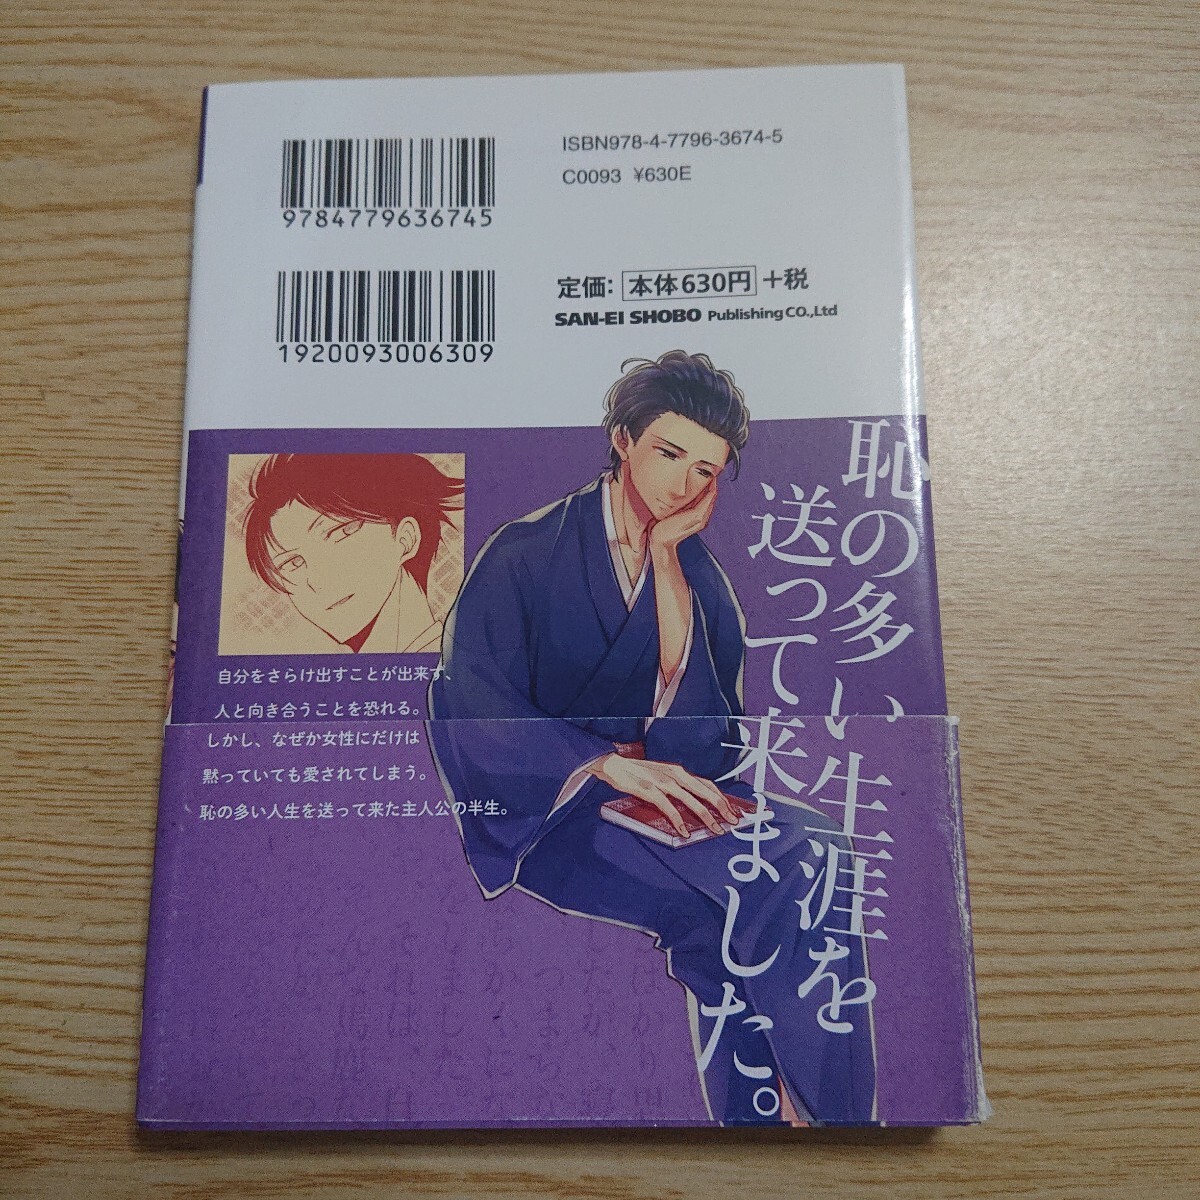 ISBN978-4-7796-3674-5
C0093 ¥630E
9784779636745
定価: 本体630円 +税
SAN-EI SHOBO Publishing CO.,Ltd
1920093006309
恥の多い生涯を
送って来ました。
自分をさらけ出すことが出来ず、
人と向き合うことを恐れる。
しかし、なぜか女性にだけは
黙っていても愛されてしまう。
恥の多い人生を送って来た主人公の半生。